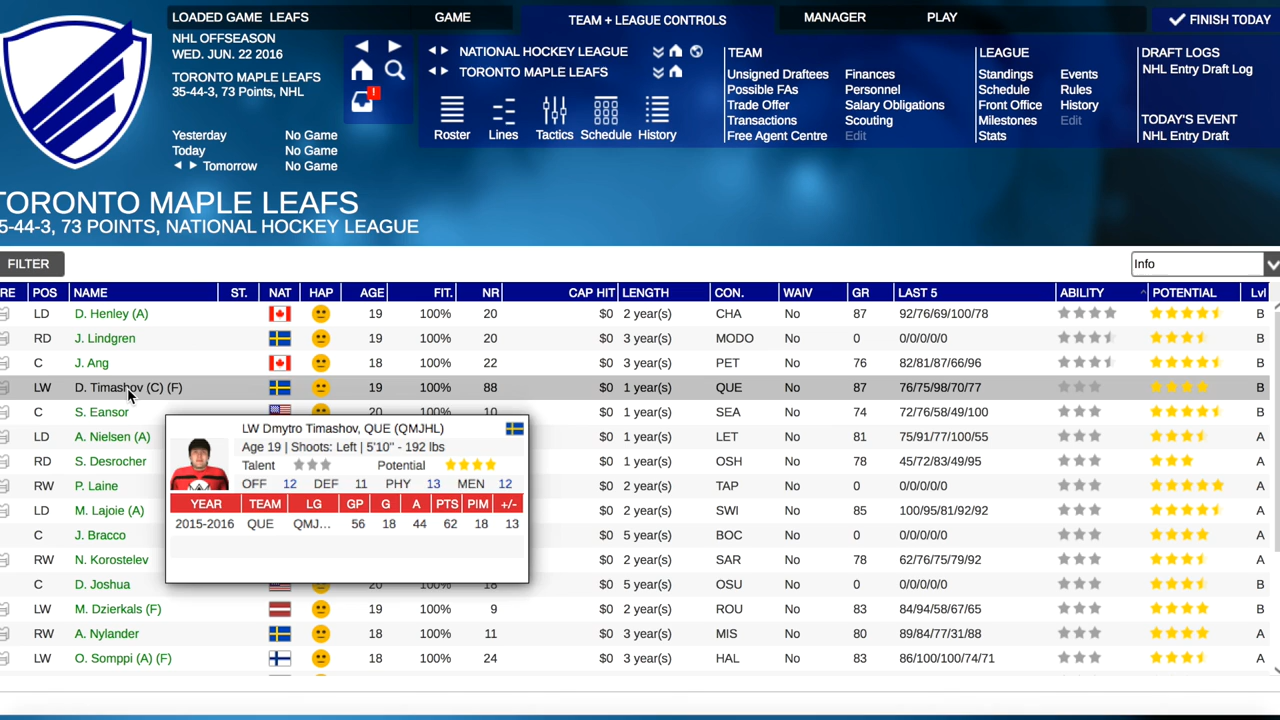 LOADED GAME LEAFS
NHL OFFSEASON
WED. JUN. 22 2016
TORONTO MAPLE LEAFS
35-44-3, 73 Points, NHL
Yesterday No Game
Today No Game
Tomorrow No Game
GAME TEAM + LEAGUE CONTROLS MANAGER PLAY FINISH TODAY
!
NATIONAL HOCKEY LEAGUE
TORONTO MAPLE LEAFS
Roster Lines Tactics Schedule History
TEAM
Unsigned Draftees Finances
Possible FAs Personnel
Trade Offer Salary Obligations
Transactions Scouting
Free Agent Centre Edit
LEAGUE
Standings Events
Schedule Rules
Front Office History
Milestones Edit
Stats
DRAFT LOGS
NHL Entry Draft Log
TODAY'S EVENT
NHL Entry Draft
TORONTO MAPLE LEAFS
5-44-3, 73 POINTS, NATIONAL HOCKEY LEAGUE
FILTER Info
RE POS NAME ST. NAT HAP AGE FIT. NR CAP HIT LENGTH CON. WAIV GR LAST 5 ABILITY POTENTIAL Lvl
LD D. Henley (A) 19 100% 20 $0 2 year(s) CHA No 87 92/76/69/100/78 B
RD J. Lindgren 19 100% 20 $0 3 year(s) MODO No 0 0/0/0/0/0 B
C J. Ang 18 100% 22 $0 3 year(s) PET No 76 82/81/87/66/96 B
LW D. Timashov (C) (F) 19 100% 88 $0 1 year(s) QUE No 87 76/75/98/70/77 B
C S. Eansor 20 100% 10 $0 1 year(s) SEA No 74 72/76/58/49/100 B
LD A. Nielsen (A) $0 1 year(s) LET No 81 75/91/77/100/55 A
RD S. Desrocher $0 1 year(s) OSH No 78 45/72/83/49/95 A
RW P. Laine $0 2 year(s) TAP No 0 0/0/0/0/0 A
LD M. Lajoie (A) $0 2 year(s) SWI No 85 100/95/81/92/92 A
C J. Bracco $0 5 year(s) BOC No 0 0/0/0/0/0 A
RW N. Korostelev $0 2 year(s) SAR No 78 62/76/75/79/92 A
C D. Joshua 20 100% 18 $0 5 year(s) OSU No 0 0/0/0/0/0 B
LW M. Dzierkals (F) 19 100% 9 $0 2 year(s) ROU No 83 84/94/58/67/65 B
RW A. Nylander 18 100% 11 $0 3 year(s) MIS No 80 89/84/77/31/88 A
LW O. Somppi (A) (F) 18 100% 24 $0 3 year(s) HAL No 83 86/100/100/74/71 A
LW Dmytro Timashov, QUE (QMJHL)
Age 19 | Shoots: Left | 5'10" - 192 lbs
Talent Potential
OFF 12 DEF 11 PHY 13 MEN 12
YEAR TEAM LG GP G A PTS PIM +/-
2015-2016 QUE QMJ... 56 18 44 62 18 13